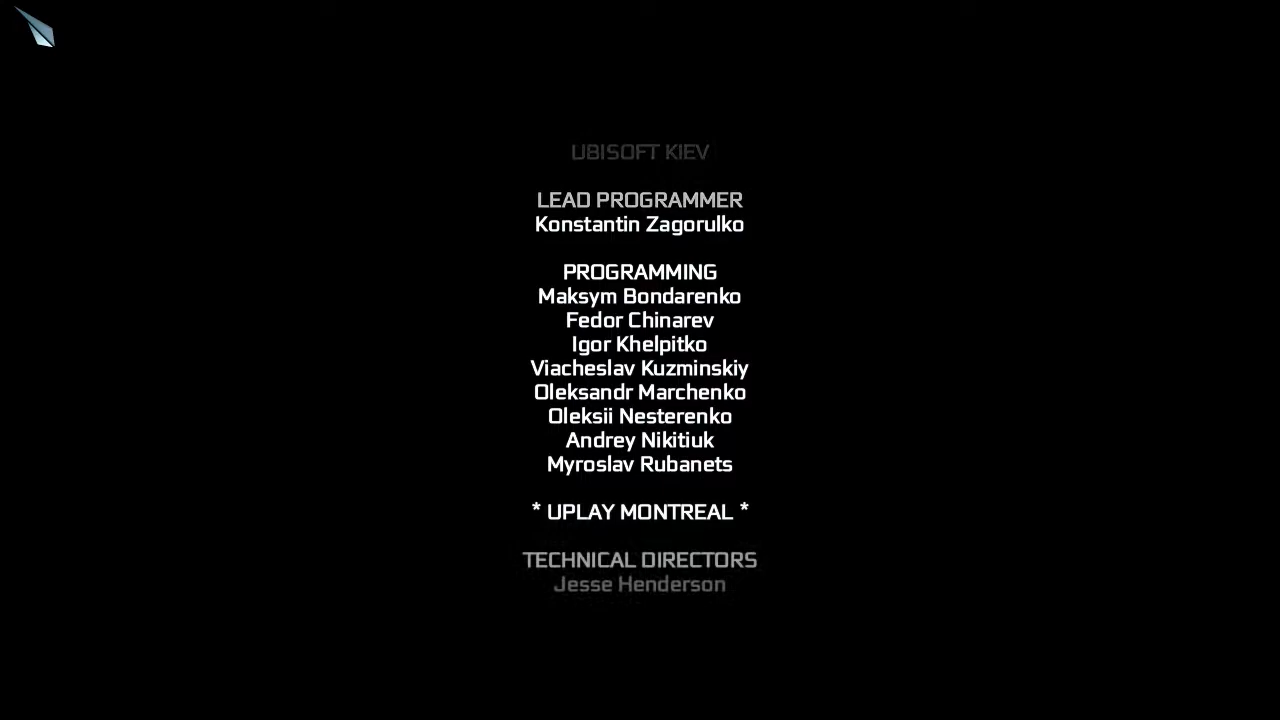 UBISOFT KIEV
LEAD PROGRAMMER
Konstantin Zagorulko
PROGRAMMING
Maksym Bondarenko
Fedor Chinarev
Igor Khelpitko
Viacheslav Kuzminskiy
Oleksandr Marchenko
Oleksii Nesterenko
Andrey Nikitiuk
Myroslav Rubanets
* UPLAY MONTREAL *
TECHNICAL DIRECTORS
Jesse Henderson